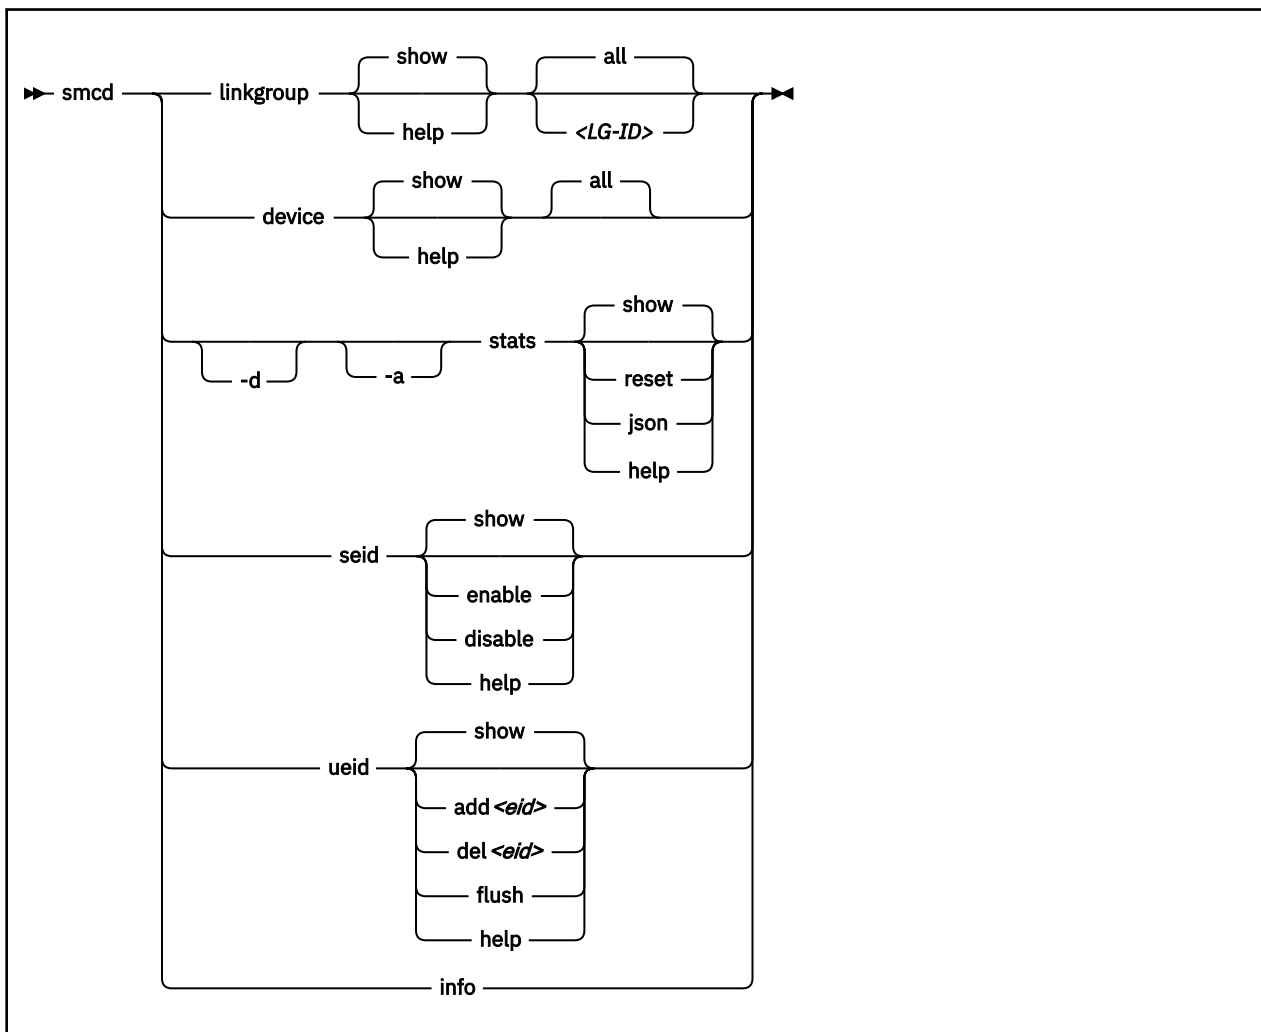 show all
smcd linkgroup
help <LG-ID>
show all
device
help
show
-d -a stats
reset
json
help
show
seid
enable
disable
help
show
ueid
add <eid>
del <eid>
flush
help
info